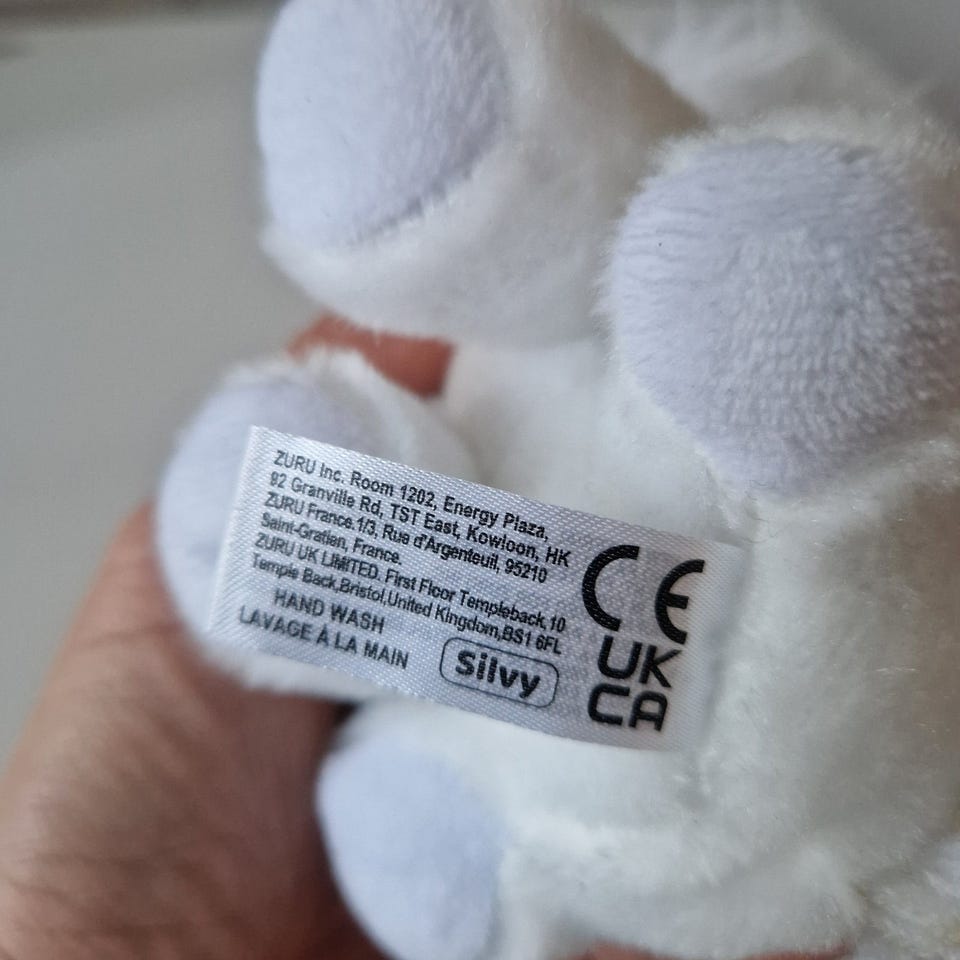 ZURU Inc. Room 1202, Energy Plaza,
92 Granville Rd, TST East, Kowloon, HK
ZURU France.1/3, Rue d'Argenteuil, 95210
Saint-Gratien, France.
ZURU UK LIMITED. First Floor Templeback 10
Temple Back,Bristol,United Kingdom,BS1 6FL
HAND WASH
LAVAGE À LA MAIN
Silvy
CE
UK
CA